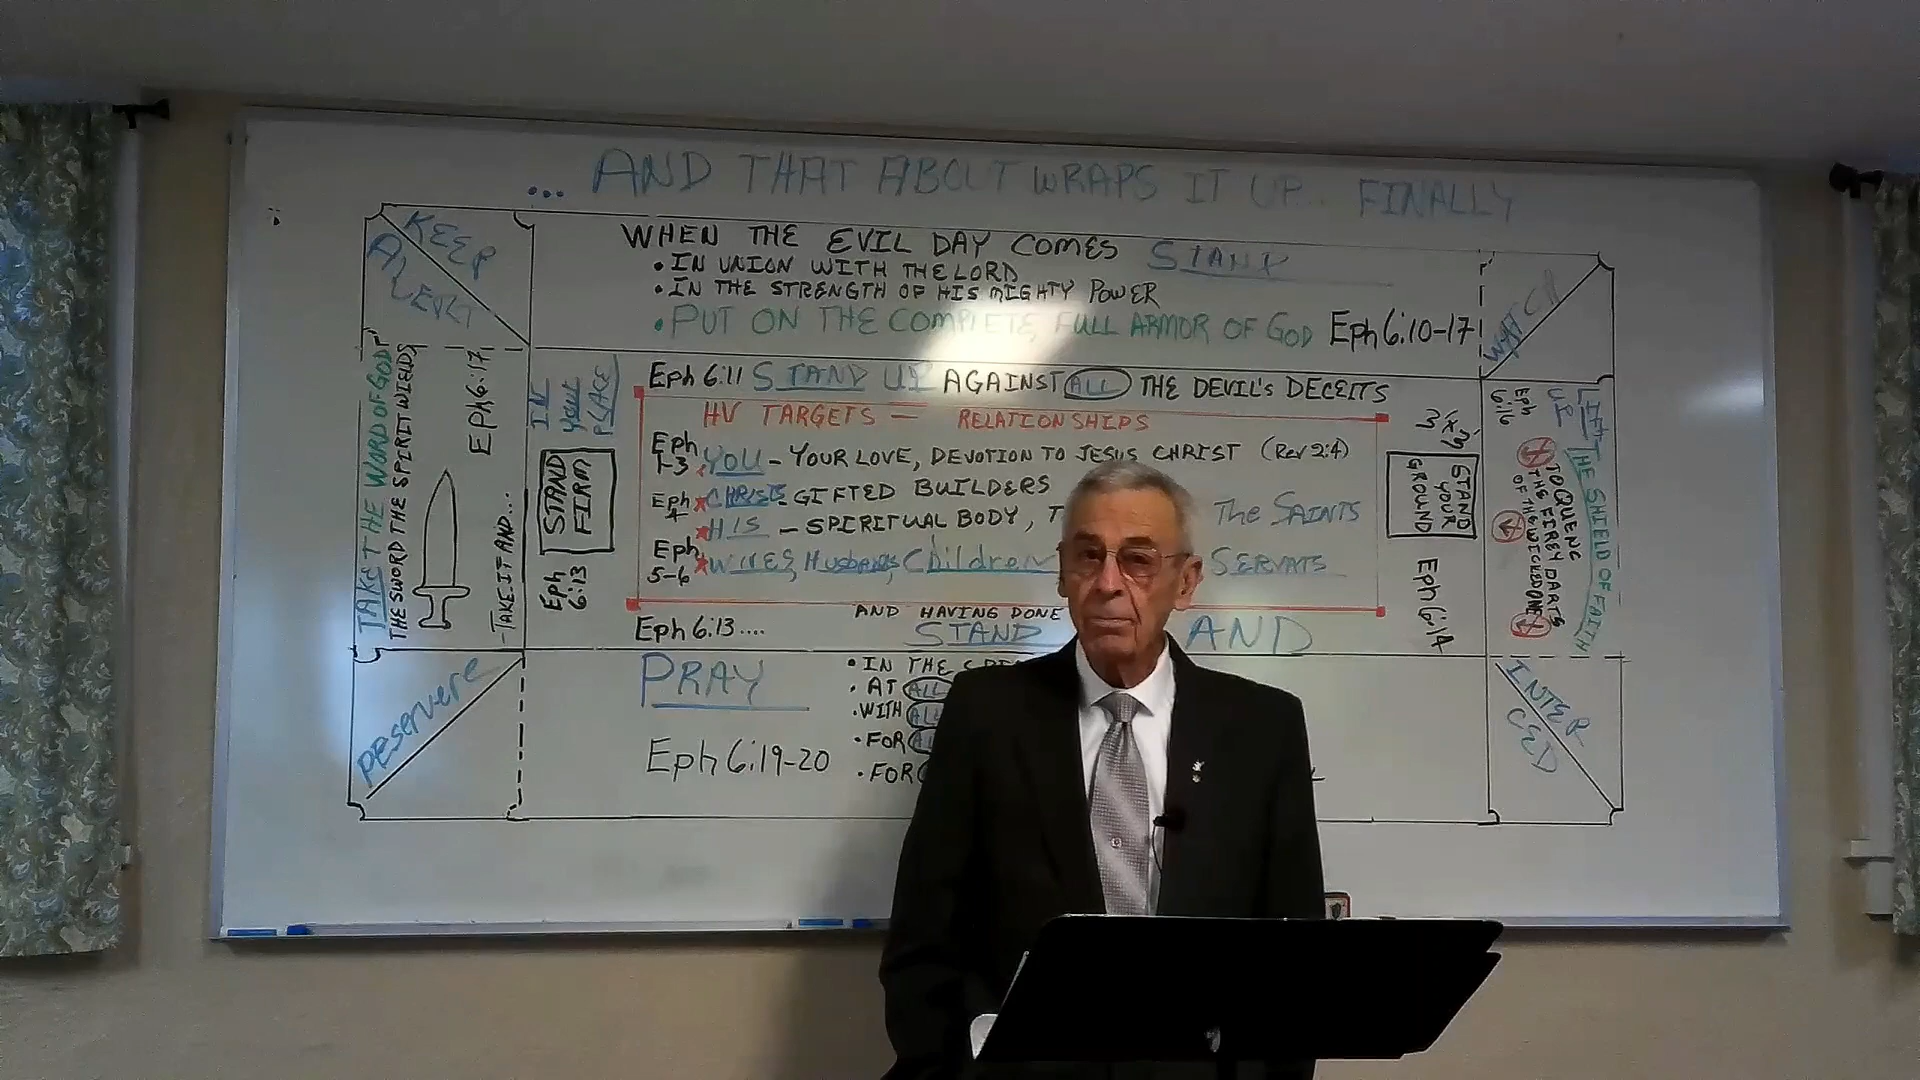 ... AND THAT ABOUT WRAPS IT UP. FINALLY
KEEP
ALERT
WHEN THE EVIL DAY COMES STAND
• IN UNION WITH THE LORD
• IN THE STRENGTH OF HIS MIGHTY POWER
• PUT ON THE COMPLETE, FULL ARMOR OF GOD Eph 6:10-17
WATCH
TAKE THE WORD OF GOD
THE SWORD THE SPIRIT WIELDS
EPh 6:17
TAKE IT AND...
IN
YOUR
PLACE
STAND
FIRM
Eph
6:13
Eph 6:11 STAND UP AGAINST ALL THE DEVIL'S DECEITS
HV TARGETS = RELATIONSHIPS
Eph
1-3 YOU - YOUR LOVE, DEVOTION TO JESUS CHRIST (Rev 2:4)
Eph
4 CHRISTS GIFTED BUILDERS
HIS - SPIRITUAL BODY, The SAINTS
Eph
5-6 WIVES, HUSBANDS, Children SERVATS
AND HAVING DONE
Eph 6:13.... STAND AND
STAND
YOUR
GROUND
Eph 6:14
Eph
6:16
LIFT UP THE SHIELD OF FAITH
TO QUENC
THE FIREY DARTS
OF THE WICKED ONE
PERSERVERE
PRAY
Eph 6:19-20
• IN THE
• AT ALL
• WITH ALL
• FOR
• FOR
INTER
CED